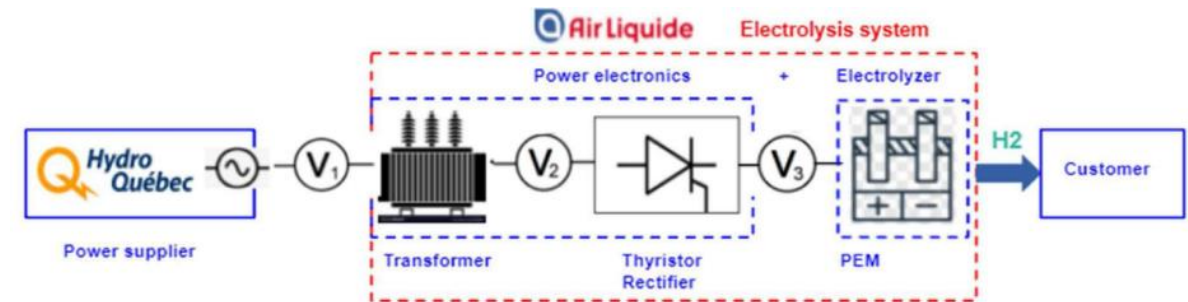 Air Liquide Electrolysis system
Power electronics + Electrolyzer
Hydro
Québec
V1
V2
V3
H2
Customer
Power supplier
Transformer
Thyristor
Rectifier
PEM